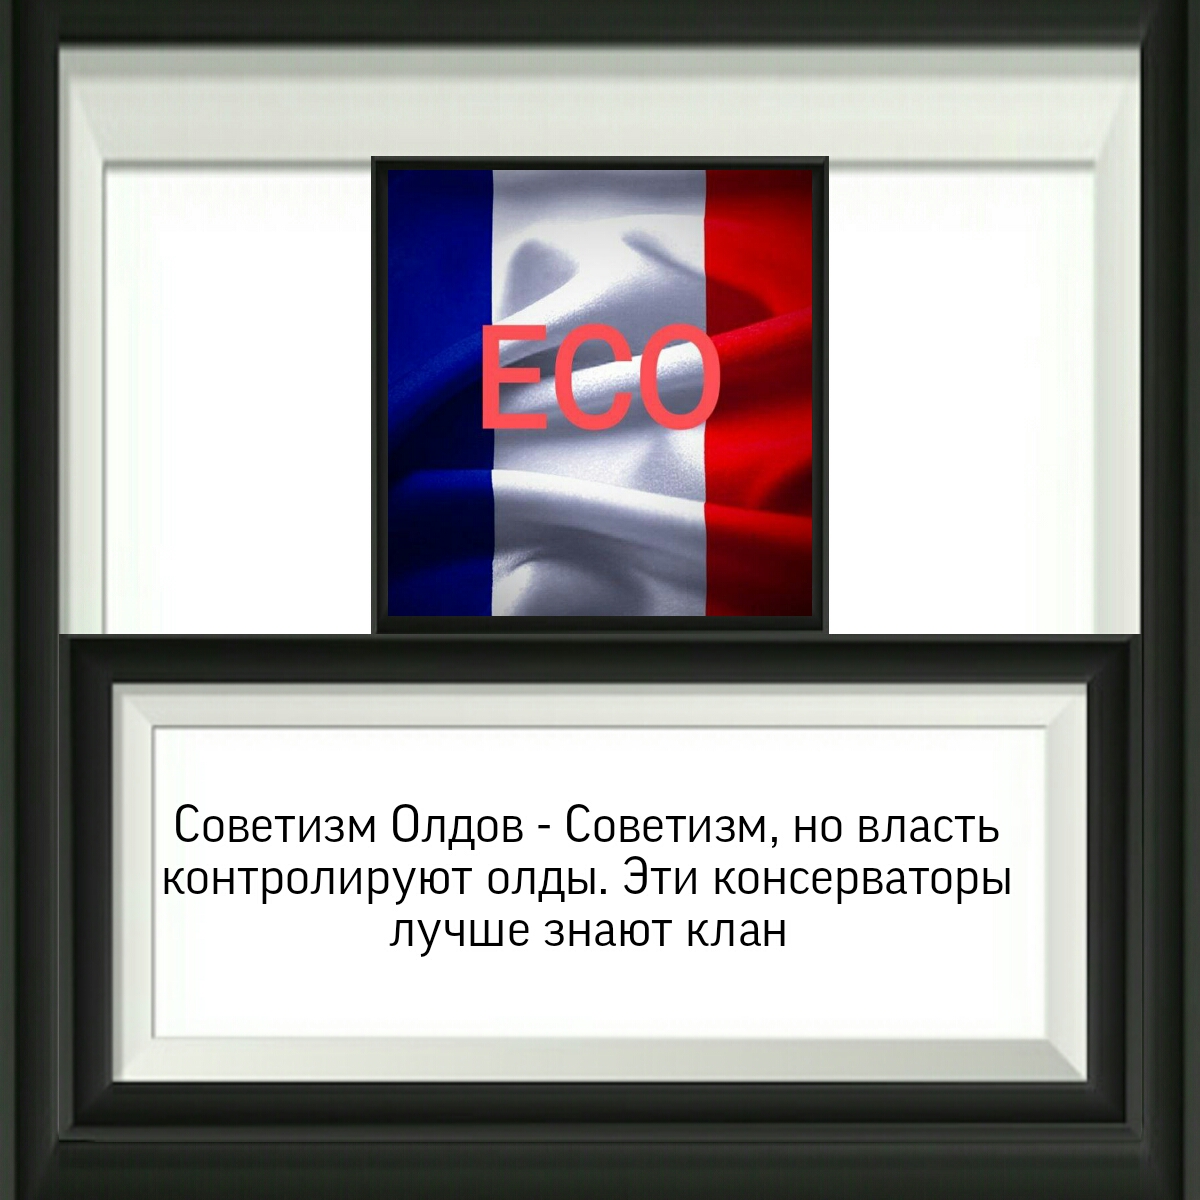 ECO
Советизм Олдов - Советизм, но власть
контролируют олды. Эти консерваторы
лучше знают клан